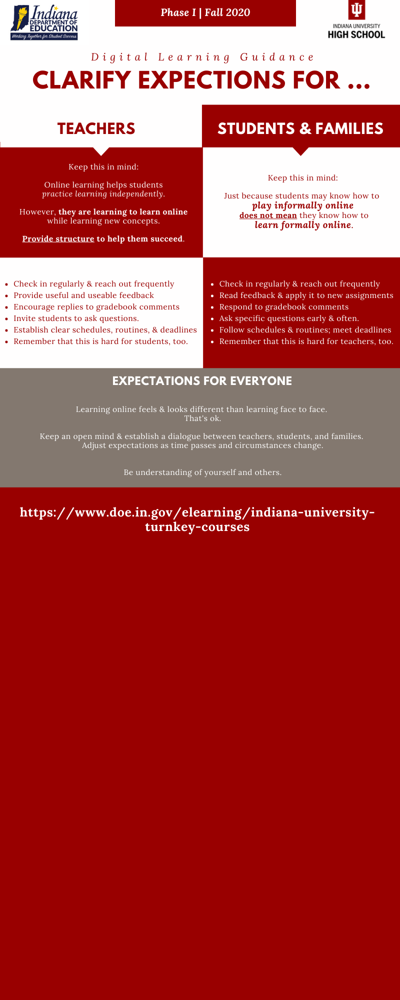 Indiana
DEPARTMENT OF
EDUCATION
Working Together for Student Success
Phase I | Fall 2020
INDIANA UNIVERSITY
HIGH SCHOOL
Digital Learning Guidance
CLARIFY EXPECTIONS FOR ...
TEACHERS
Keep this in mind:
Online learning helps students
practice learning independently.
However, they are learning to learn online
while learning new concepts.
Provide structure to help them succeed.
STUDENTS & FAMILIES
Keep this in mind:
Just because students may know how to
play informally online
does not mean they know how to
learn formally online.
• Check in regularly & reach out frequently
• Provide useful and useable feedback
• Encourage replies to gradebook comments
• Invite students to ask questions.
• Establish clear schedules, routines, & deadlines
• Remember that this is hard for students, too.
• Check in regularly & reach out frequently
• Read feedback & apply it to new assignments
• Respond to gradebook comments
• Ask specific questions early & often.
• Follow schedules & routines; meet deadlines
• Remember that this is hard for teachers, too.
EXPECTATIONS FOR EVERYONE
Learning online feels & looks different than learning face to face.
That's ok.
Keep an open mind & establish a dialogue between teachers, students, and families.
Adjust expectations as time passes and circumstances change.
Be understanding of yourself and others.
https://www.doe.in.gov/elearning/indiana-university-
turnkey-courses